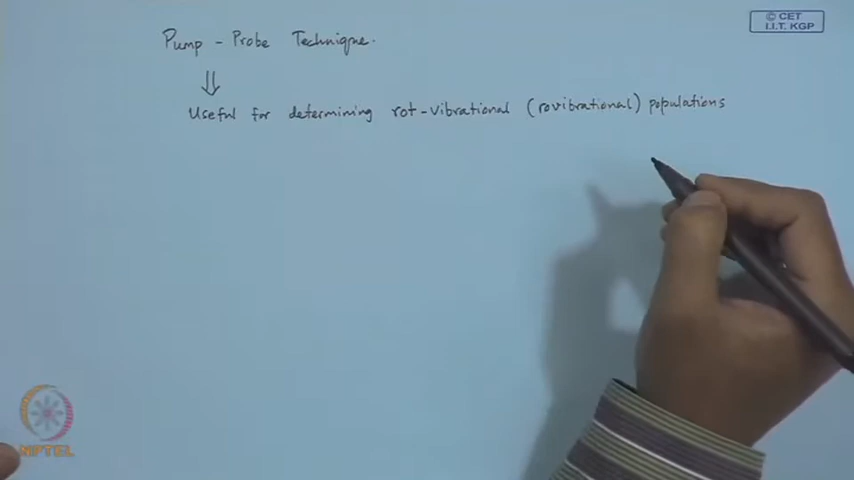 © CET
I.I.T. KGP
Pump - Probe Technique.
Useful for determining rot-vibrational (rovibrational) populations
NPTEL